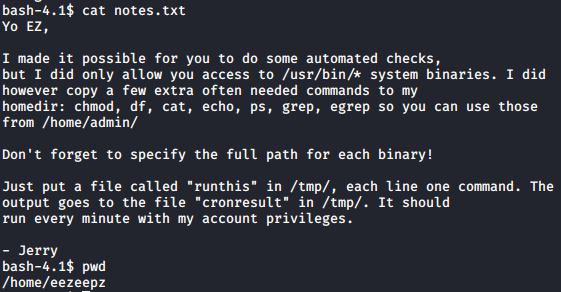 bash-4.1$ cat notes.txt
Yo EZ,
I made it possible for you to do some automated checks,
but I did only allow you access to /usr/bin/* system binaries. I did
however copy a few extra often needed commands to my
homedir: chmod, df, cat, echo, ps, grep, egrep so you can use those
from /home/admin/
Don't forget to specify the full path for each binary!
Just put a file called "runthis" in /tmp/, each line one command. The
output goes to the file "cronresult" in /tmp/. It should
run every minute with my account privileges.
- Jerry
bash-4.1$ pwd
/home/eezeepz